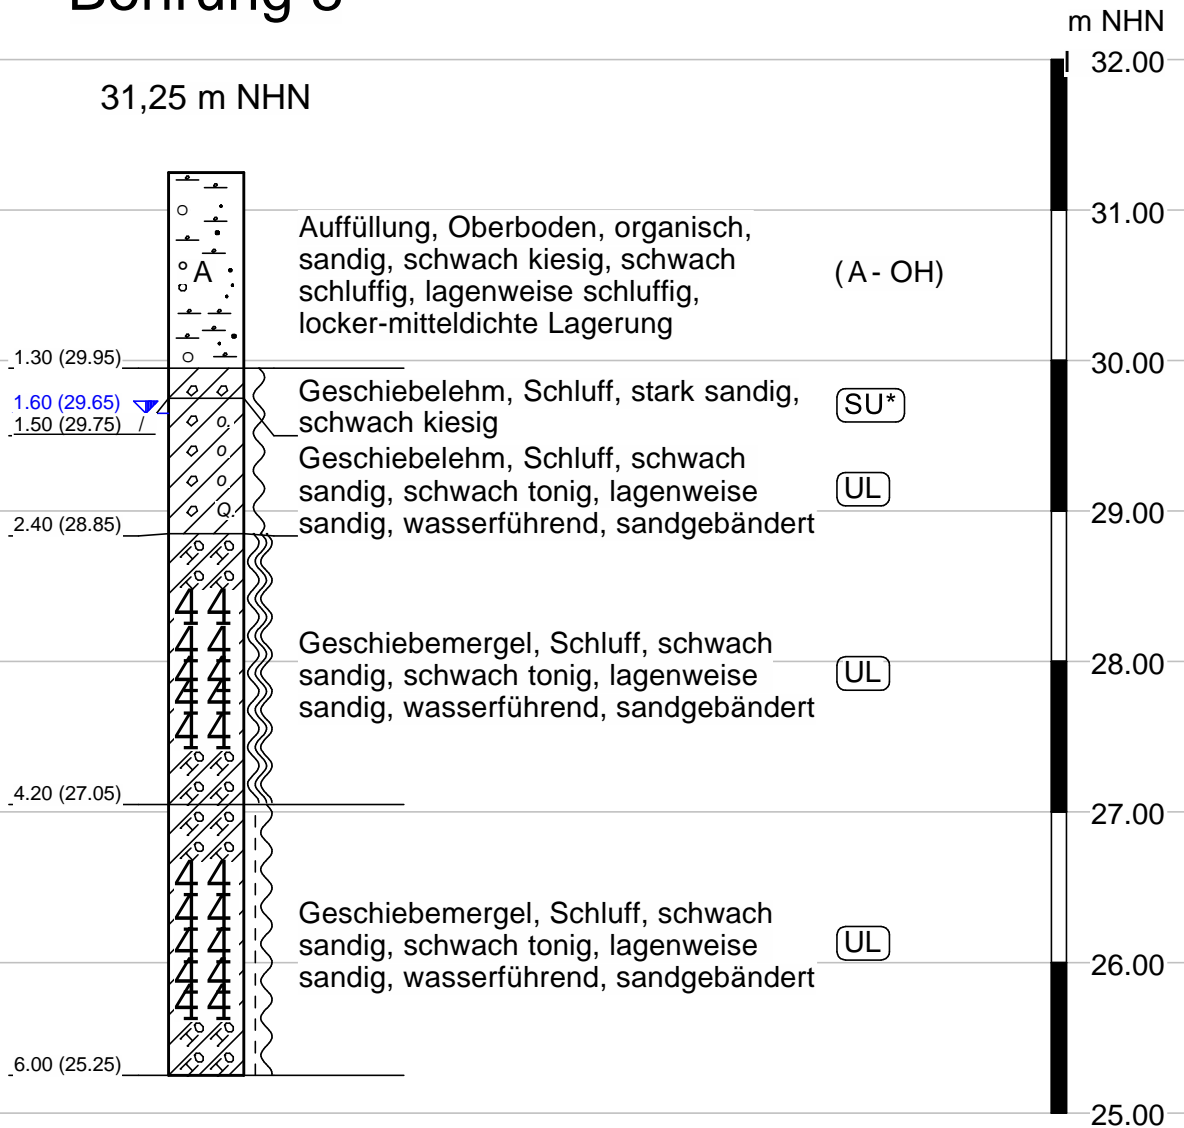 m NHN
32.00
31,25 m NHN
31.00
Auffüllung, Oberboden, organisch,
sandig, schwach kiesig, schwach
schluffig, lagenweise schluffig,
locker-mitteldichte Lagerung
A
(A - OH)
1.30 (29.95)
30.00
1.60 (29.65)
1.50 (29.75)
Geschiebelehm, Schluff, stark sandig,
schwach kiesig
SU*
Geschiebelehm, Schluff, schwach
sandig, schwach tonig, lagenweise
sandig, wasserführend, sandgebändert
UL
29.00
2.40 (28.85)
Geschiebemergel, Schluff, schwach
sandig, schwach tonig, lagenweise
sandig, wasserführend, sandgebändert
UL
28.00
4.20 (27.05)
27.00
Geschiebemergel, Schluff, schwach
sandig, schwach tonig, lagenweise
sandig, wasserführend, sandgebändert
UL
26.00
6.00 (25.25)
25.00